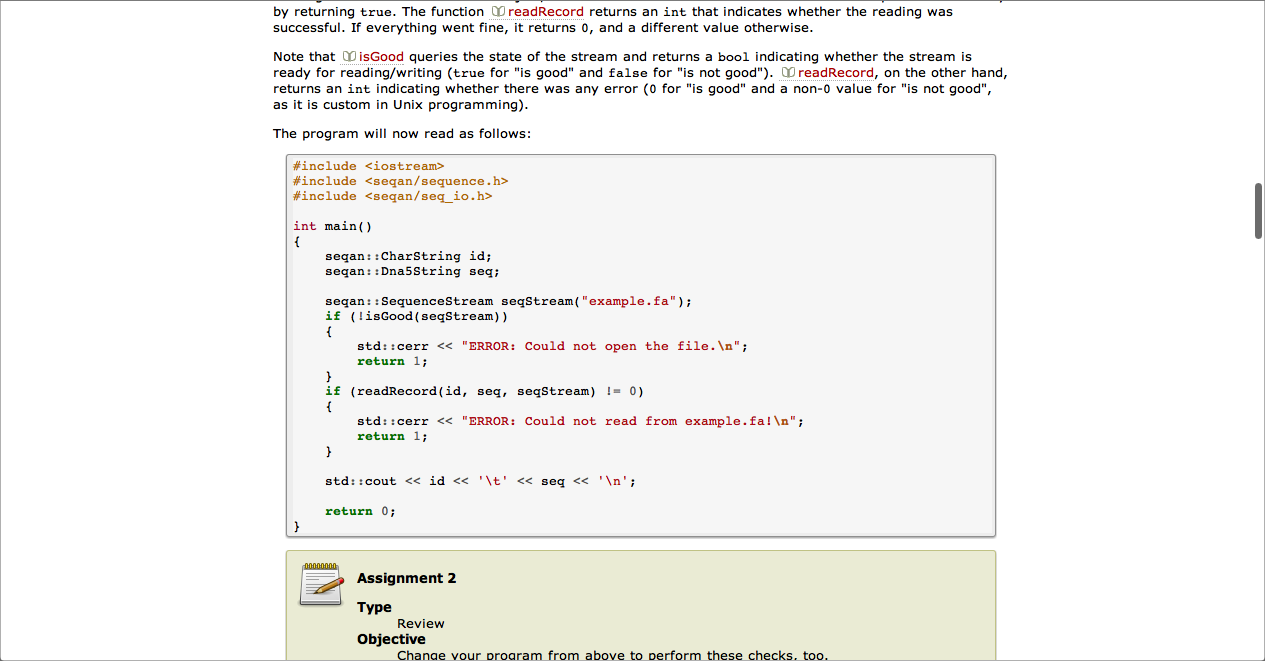 by returning true. The function readRecord returns an int that indicates whether the reading was
successful. If everything went fine, it returns 0, and a different value otherwise.
Note that isGood queries the state of the stream and returns a bool indicating whether the stream is
ready for reading/writing (true for "is good" and false for "is not good"). readRecord, on the other hand,
returns an int indicating whether there was any error (0 for "is good" and a non-0 value for "is not good",
as it is custom in Unix programming).
The program will now read as follows:
#include <iostream>
#include <seqan/sequence.h>
#include <seqan/seq_io.h>
int main()
{
    seqan::CharString id;
    seqan::Dna5String seq;
    seqan::SequenceStream seqStream("example.fa");
    if (!isGood(seqStream))
    {
        std::cerr << "ERROR: Could not open the file.\n";
        return 1;
    }
    if (readRecord(id, seq, seqStream) != 0)
    {
        std::cerr << "ERROR: Could not read from example.fa!\n";
        return 1;
    }
    std::cout << id << '\t' << seq << '\n';
    return 0;
}
Assignment 2
Type
Review
Objective
Change your program from above to perform these checks, too.